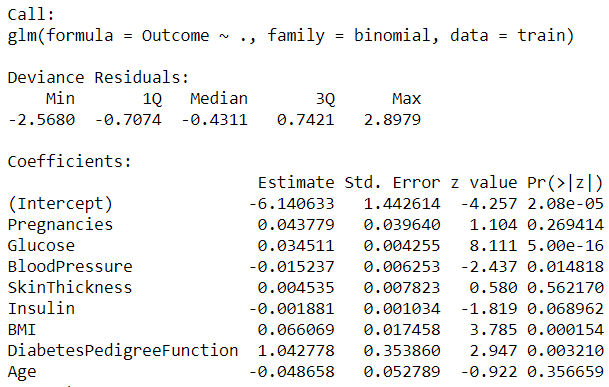 Call:
glm(formula = Outcome ~ ., family = binomial, data = train)
Deviance Residuals:
Min 1Q Median 3Q Max
-2.5680 -0.7074 -0.4311 0.7421 2.8979
Coefficients:
Estimate Std. Error z value Pr(>|z|)
(Intercept) -6.140633 1.442614 -4.257 2.08e-05
Pregnancies 0.043779 0.039640 1.104 0.269414
Glucose 0.034511 0.004255 8.111 5.00e-16
BloodPressure -0.015237 0.006253 -2.437 0.014818
SkinThickness 0.004535 0.007823 0.580 0.562170
Insulin -0.001881 0.001034 -1.819 0.068962
BMI 0.066069 0.017458 3.785 0.000154
DiabetesPedigreeFunction 1.042778 0.353860 2.947 0.003210
Age -0.048658 0.052789 -0.922 0.356659